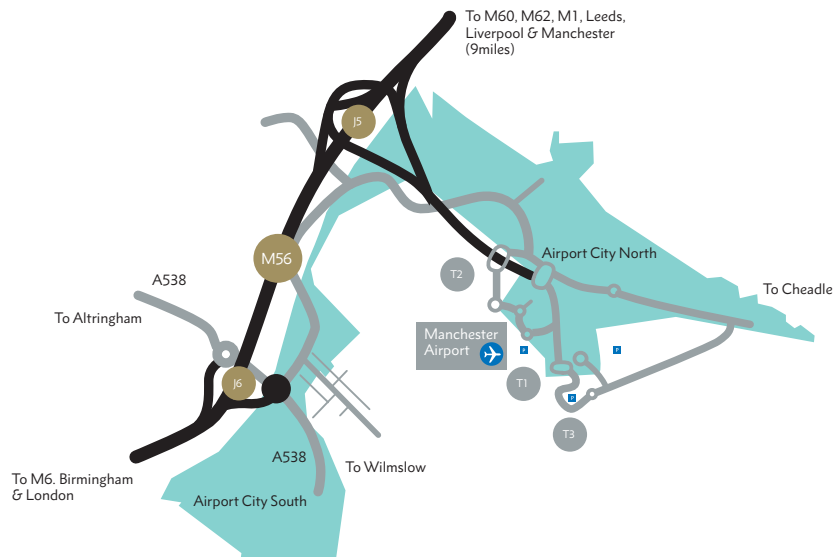 To M60, M62, M1, Leeds,
Liverpool & Manchester
(9miles)
J5
Airport City North
M56
T2
A538
To Cheadle
To Altringham
Manchester
Airport
P
P
J6
T1
P
T3
A538
To Wilmslow
To M6. Birmingham
& London
Airport City South